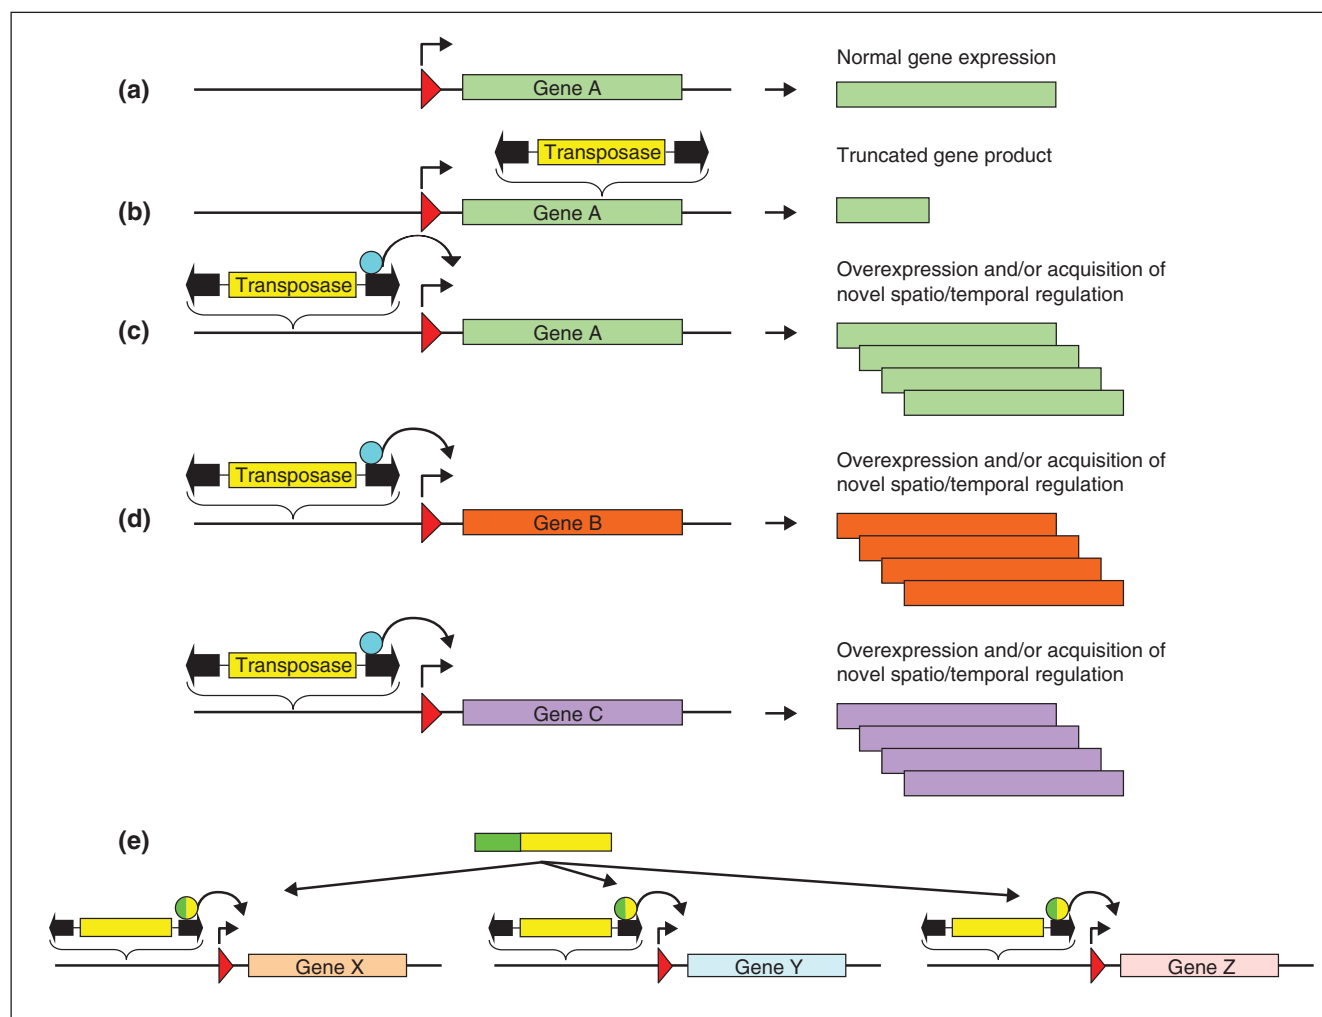 (a)
Gene A
Normal gene expression
Transposase
Truncated gene product
(b)
Gene A
Transposase
Overexpression and/or acquisition of
novel spatio/temporal regulation
(c)
Gene A
Transposase
Overexpression and/or acquisition of
novel spatio/temporal regulation
(d)
Gene B
Transposase
Overexpression and/or acquisition of
novel spatio/temporal regulation
Gene C
(e)
Gene X
Gene Y
Gene Z